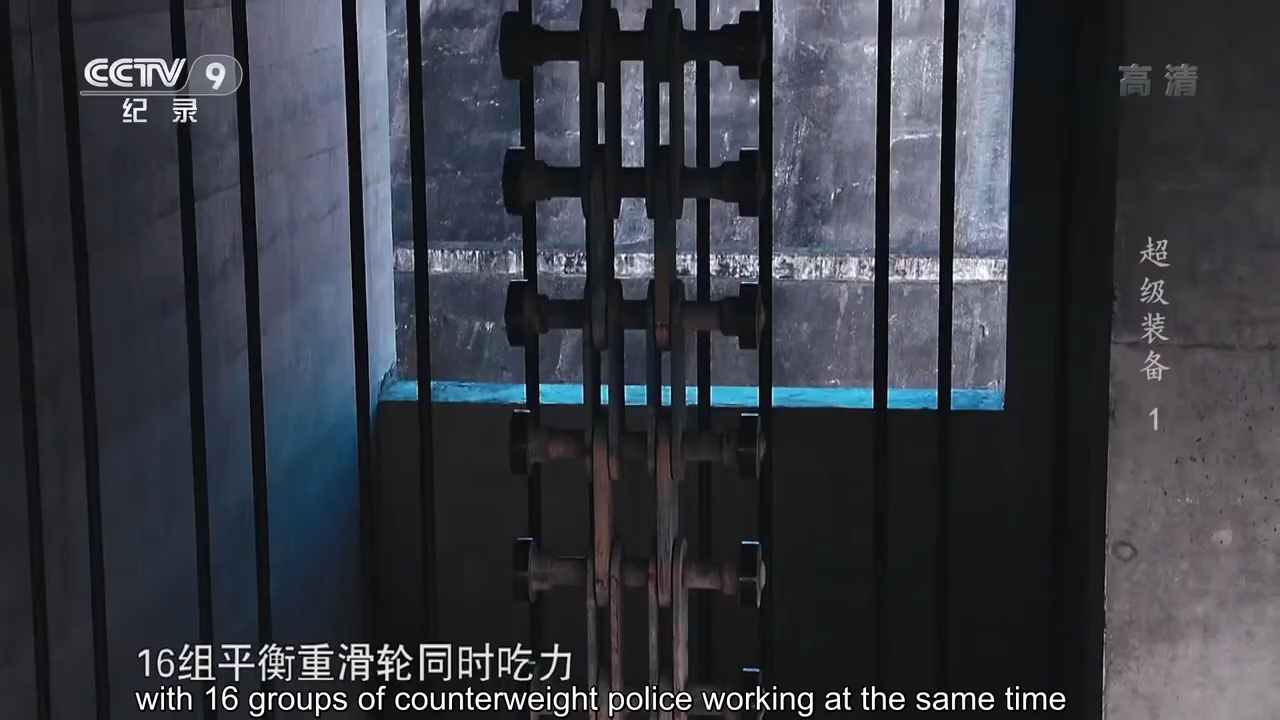 CCTV 9
纪录
高清
超级装备 1
16组平衡重滑轮同时吃力
with 16 groups of counterweight police working at the same time